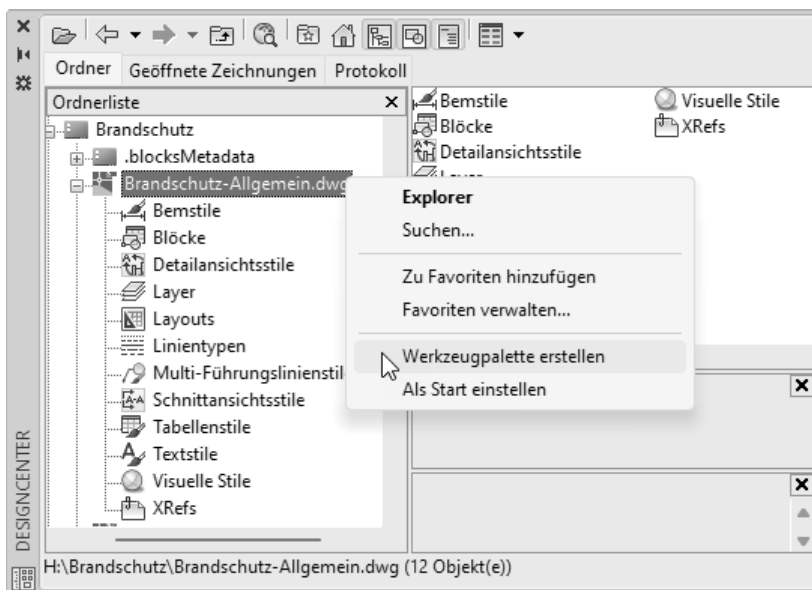 Ordner Geöffnete Zeichnungen Protokoll
Ordnerliste
Brandschutz
.blocksMetadata
Brandschutz-Allgemein.dwg
Bemstile
Blöcke
Detailansichtsstile
Layer
Layouts
Linientypen
Multi-Führungslinienstil
Schnittansichtsstile
Tabellenstile
Textstile
Visuelle Stile
XRefs
Bemstile
Blöcke
Detailansichtsstile
Layer
Visuelle Stile
XRefs
Explorer
Suchen...
Zu Favoriten hinzufügen
Favoriten verwalten...
Werkzeugpalette erstellen
Als Start einstellen
DESIGNCENTER
H:\Brandschutz\Brandschutz-Allgemein.dwg (12 Objekt(e))